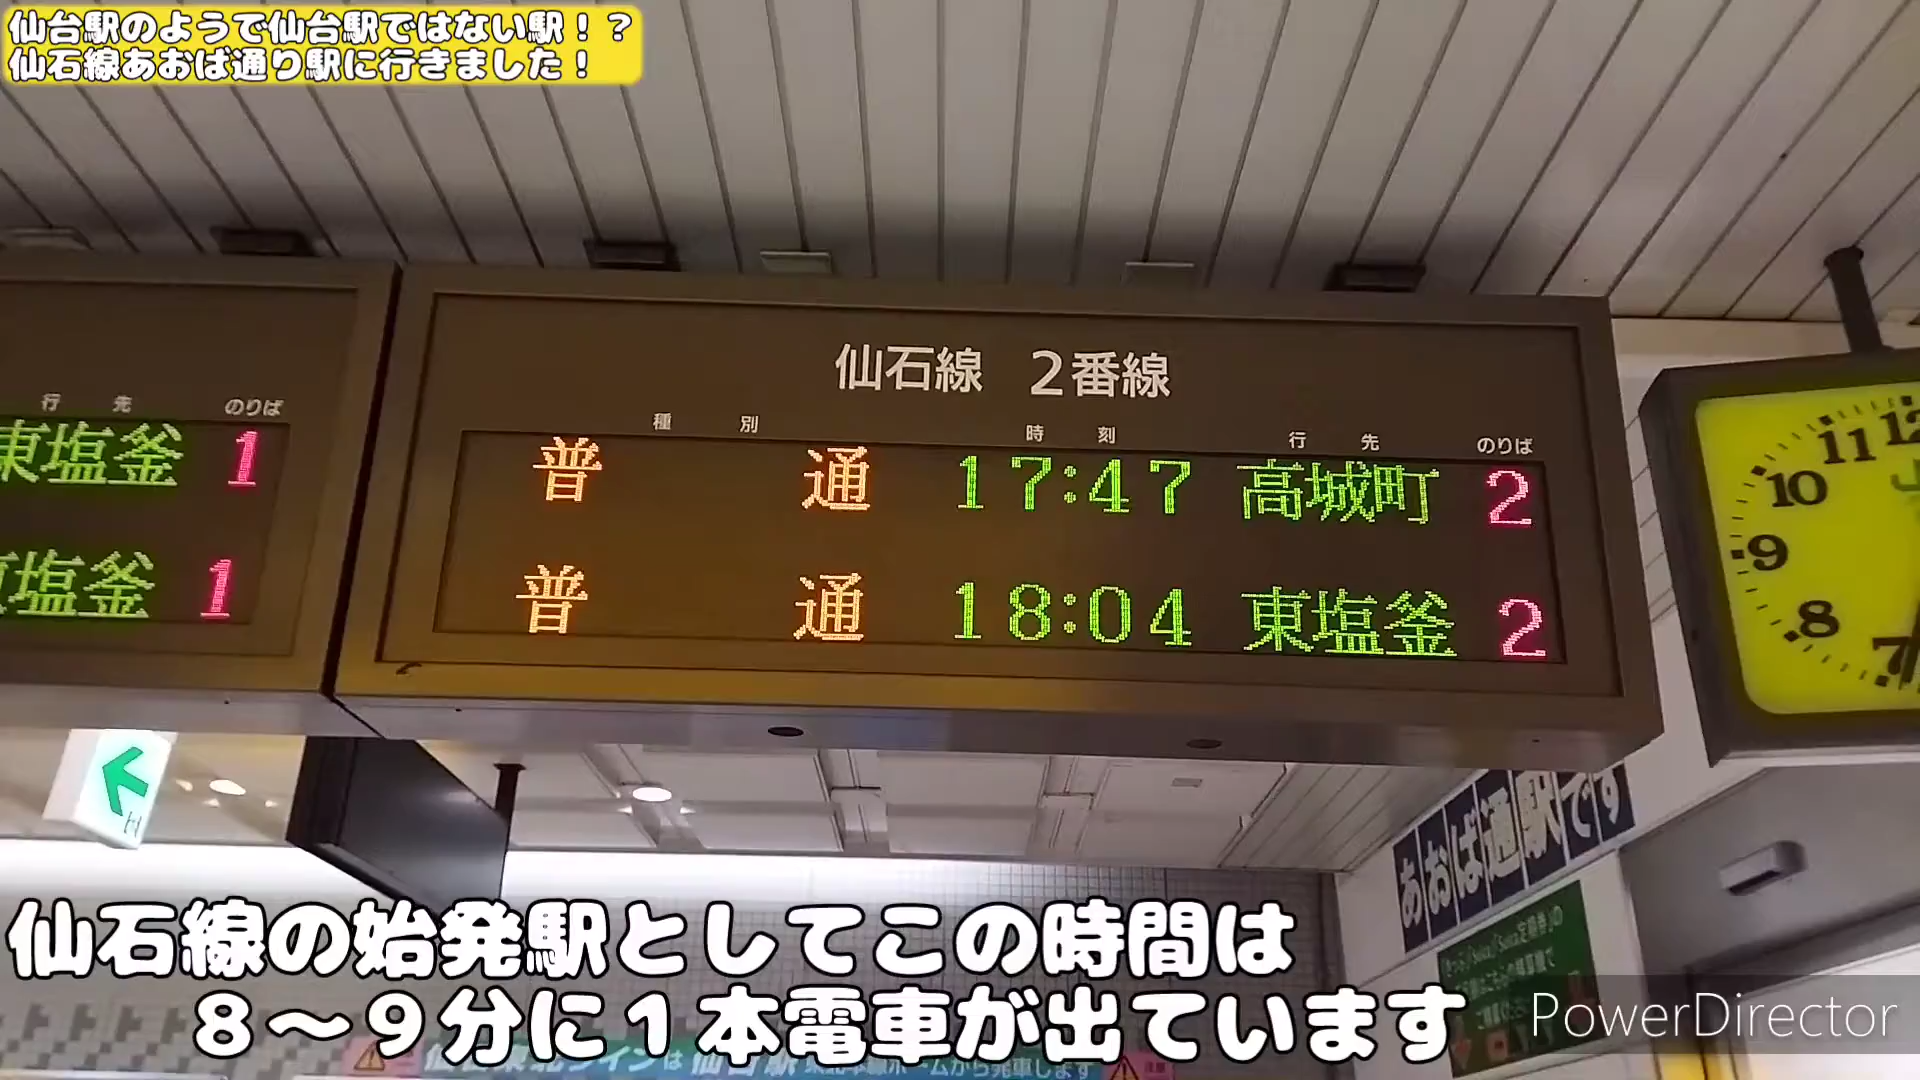 仙台駅のようで仙台駅ではない駅！？
仙石線あおば通り駅に行きました！
仙石線 2番線
行先 のりば
種別 時刻 行先 のりば
東塩釜 1
塩釜 1
普通 17:47 高城町 2
普通 18:04 東塩釜 2
12
11
10
9
8
7
あおば通駅です
仙石線の始発駅としてこの時間は
８～９分に１本電車が出ています
PowerDirector